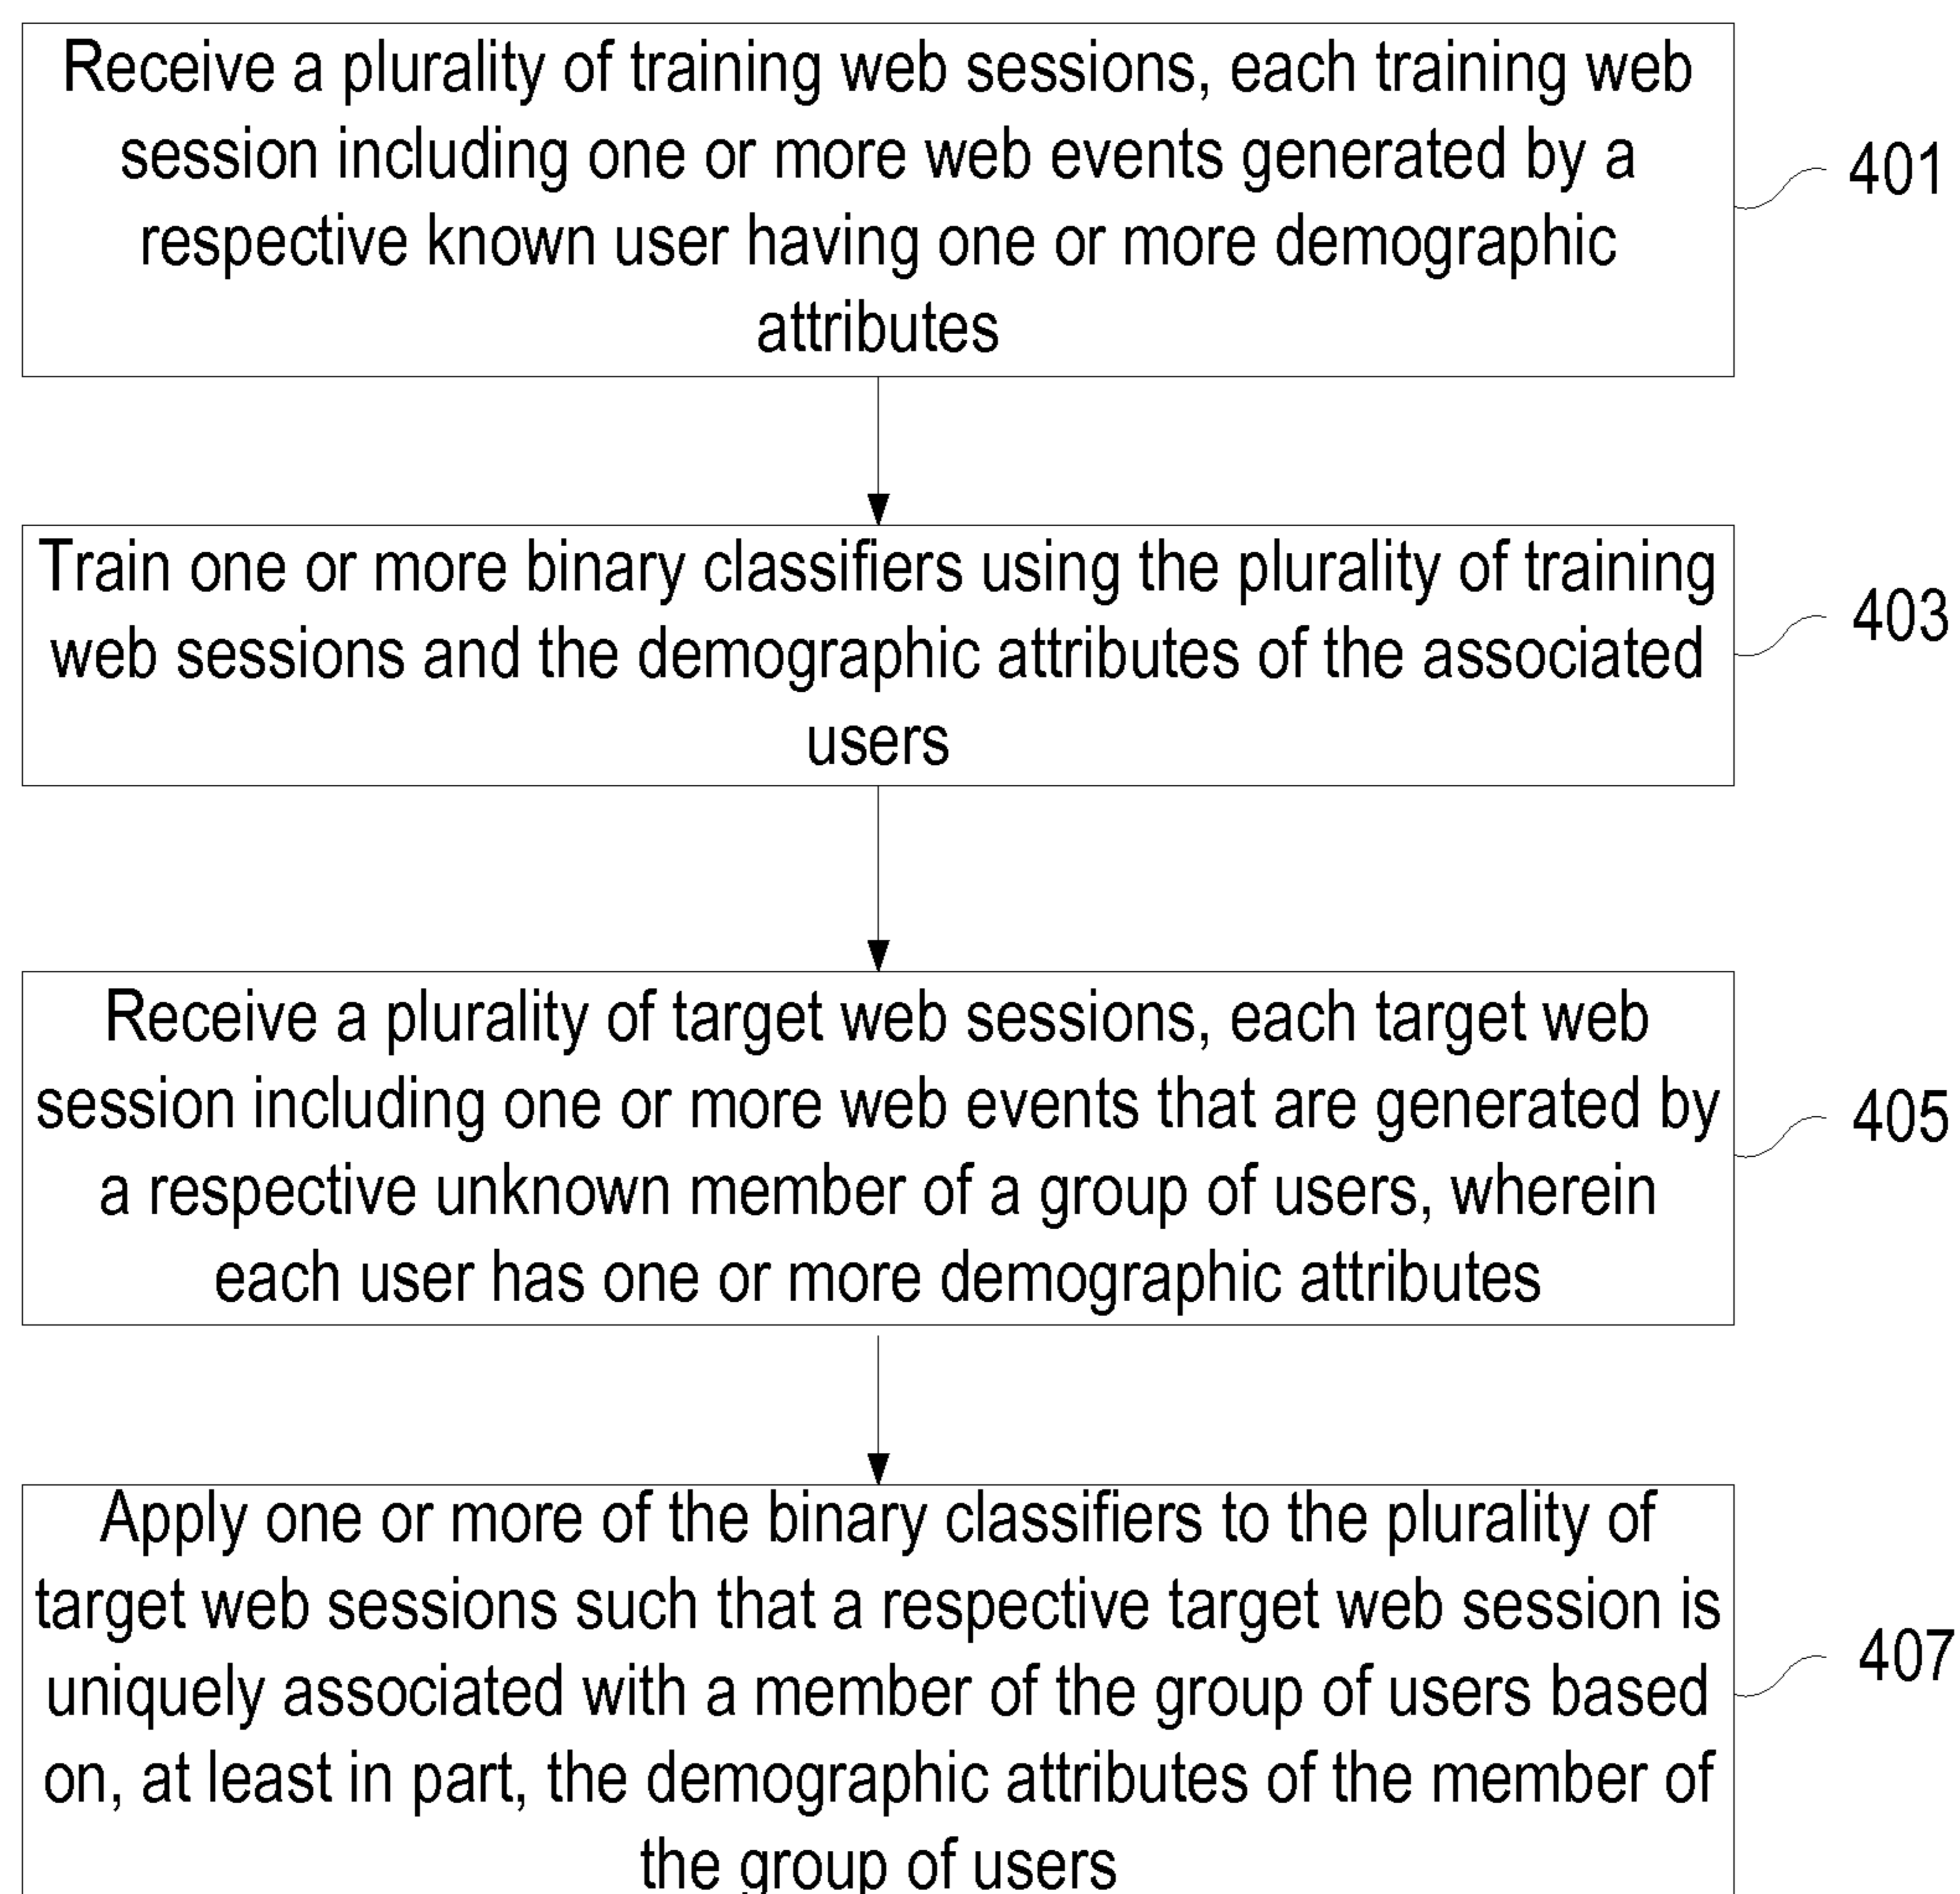 Receive a plurality of training web sessions, each training web
session including one or more web events generated by a
respective known user having one or more demographic
attributes
401
Train one or more binary classifiers using the plurality of training
web sessions and the demographic attributes of the associated
users
403
Receive a plurality of target web sessions, each target web
session including one or more web events that are generated by
a respective unknown member of a group of users, wherein
each user has one or more demographic attributes
405
Apply one or more of the binary classifiers to the plurality of
target web sessions such that a respective target web session is
uniquely associated with a member of the group of users based
on, at least in part, the demographic attributes of the member of
the group of users
407